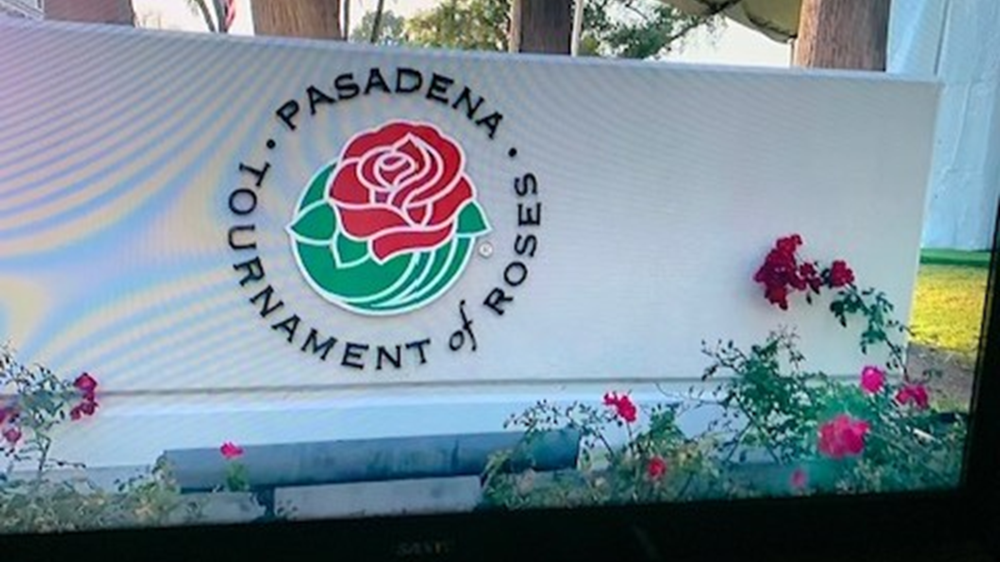 PASADENA
TOURNAMENT of ROSES
®